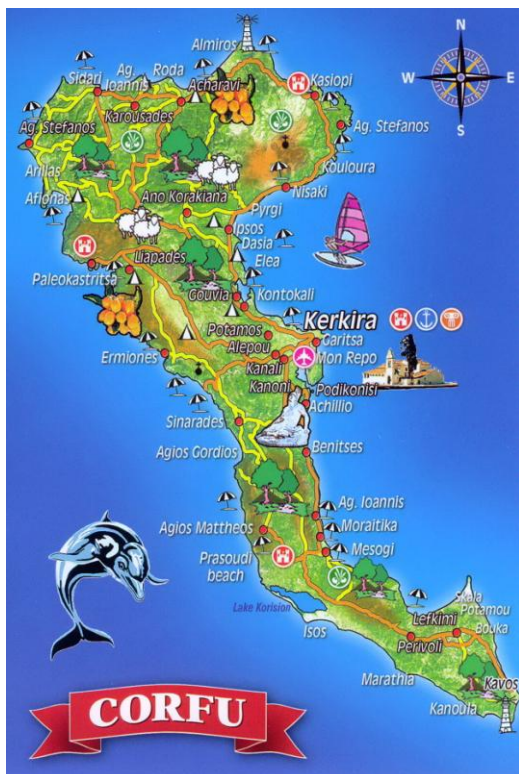 Almiros
N
W
E
S
Ag.
Ioannis
Roda
Acharavi
Sidari
Kasiopi
Karousades
Ag. Stefanos
Ag. Stefanos
Arilas
Kouloura
Afionas
Ano Korakiana
Nisaki
Pyrgi
Ipsos
Dasia
Liapades
Elea
Paleokastritsa
Gouvia
Kontokali
Kerkira
Potamos
Garitsa
Alepou
Mon Repo
Ermiones
Kanali
Kanoni
Podikonisi
Achillio
Sinarades
Agios Gordios
Benitses
Ag. Ioannis
Agios Mattheos
Moraitika
Mesogi
Prasoudi
beach
Lake Korision
Isos
Skala
Potamou
Lefkimi
Bouka
Perivoli
Marathia
Kavos
Kanoula
CORFU